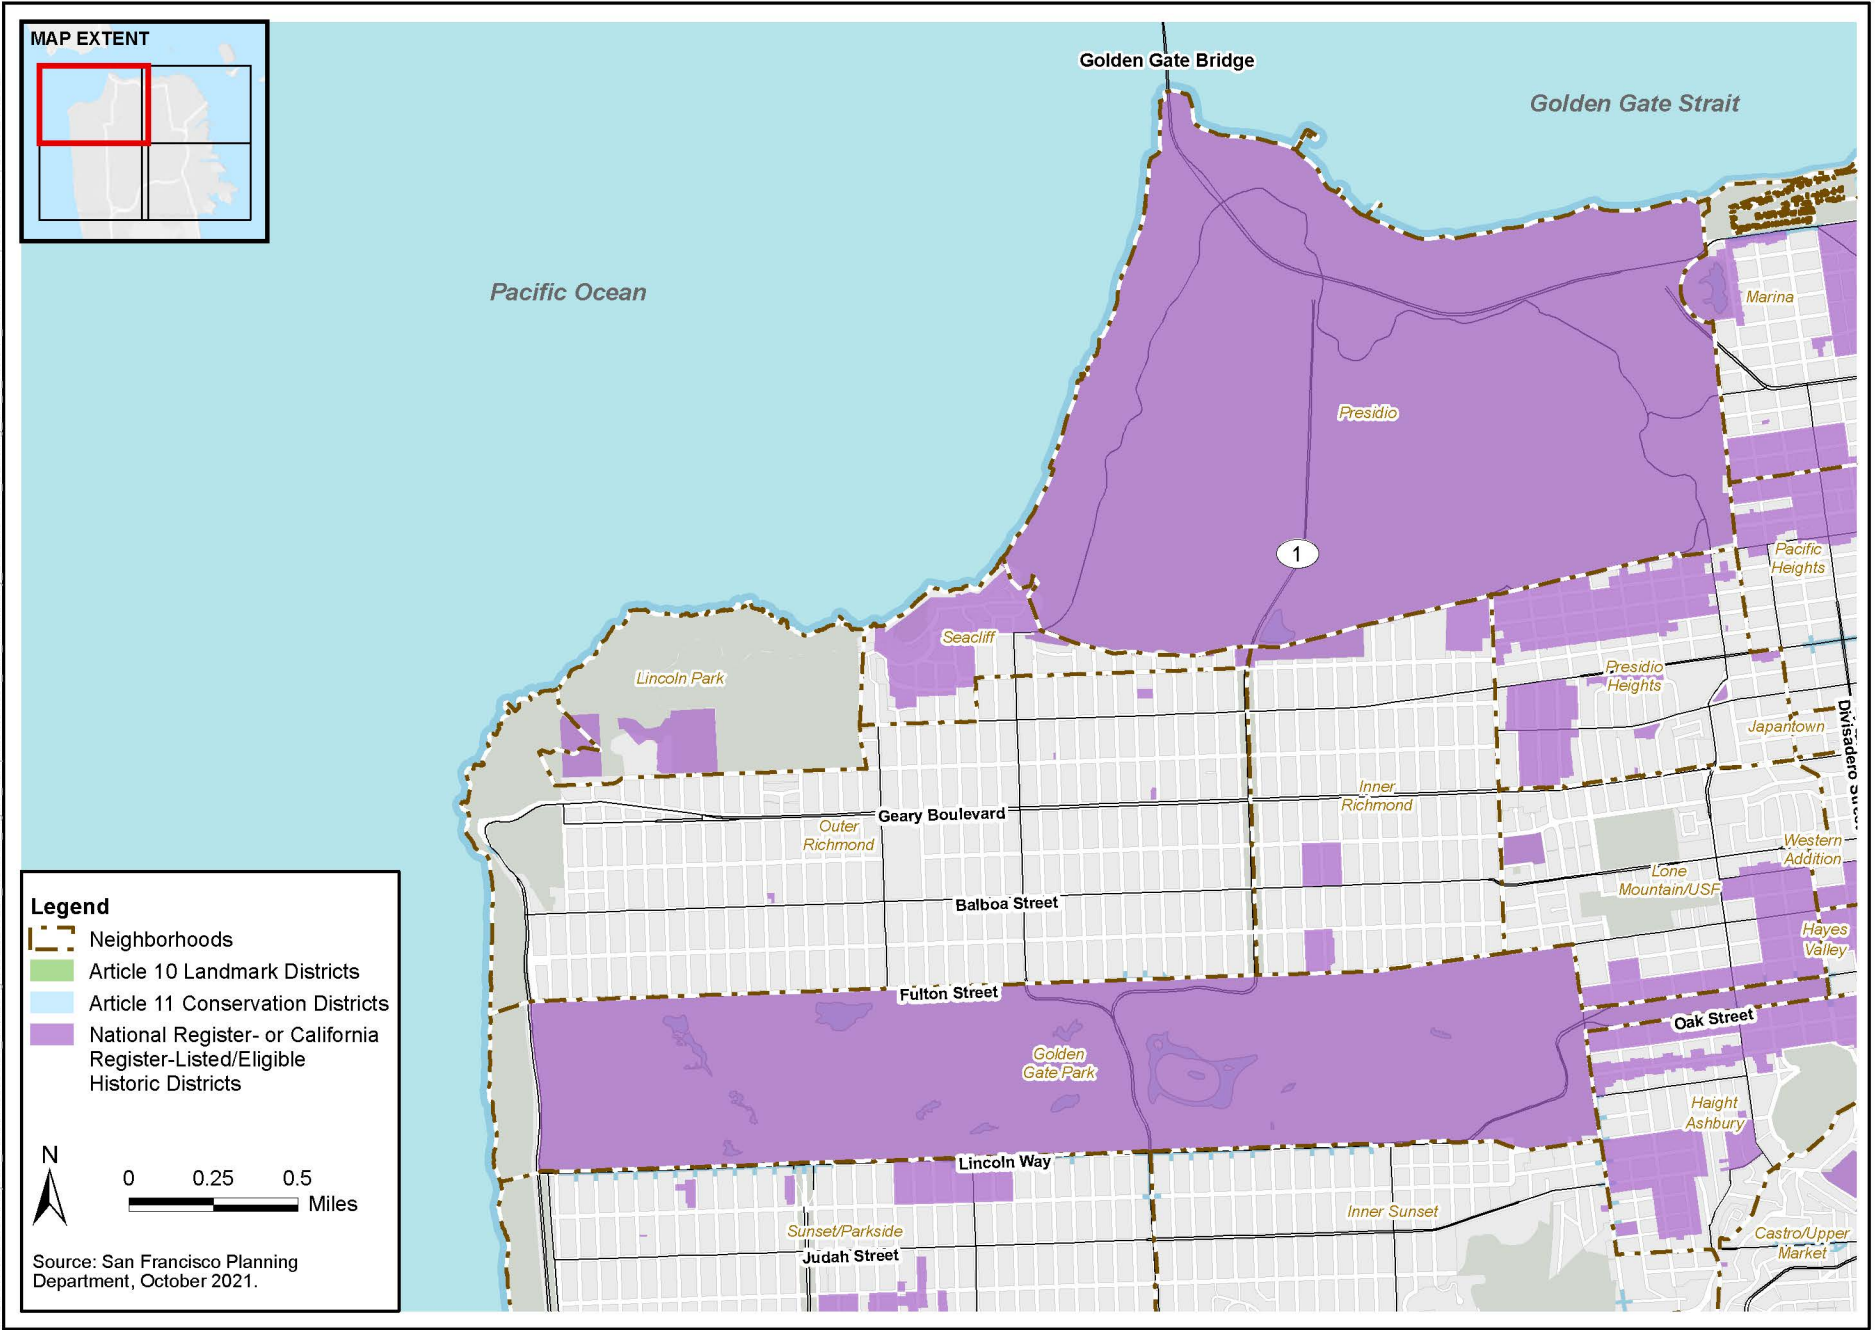 MAP EXTENT
Golden Gate Bridge
Golden Gate Strait
Pacific Ocean
Marina
Presidio
1
Pacific
Heights
Seacliff
Lincoln Park
Presidio
Heights
Japantown
Divisadero Street
Inner
Richmond
Geary Boulevard
Outer
Richmond
Western
Addition
Lone
Mountain/USF
Balboa Street
Hayes
Valley
Fulton Street
Oak Street
Golden
Gate Park
Haight
Ashbury
Lincoln Way
Inner Sunset
Sunset/Parkside
Judah Street
Castro/Upper
Market
Legend
Neighborhoods
Article 10 Landmark Districts
Article 11 Conservation Districts
National Register- or California
Register-Listed/Eligible
Historic Districts
N
0 0.25 0.5
Miles
Source: San Francisco Planning
Department, October 2021.